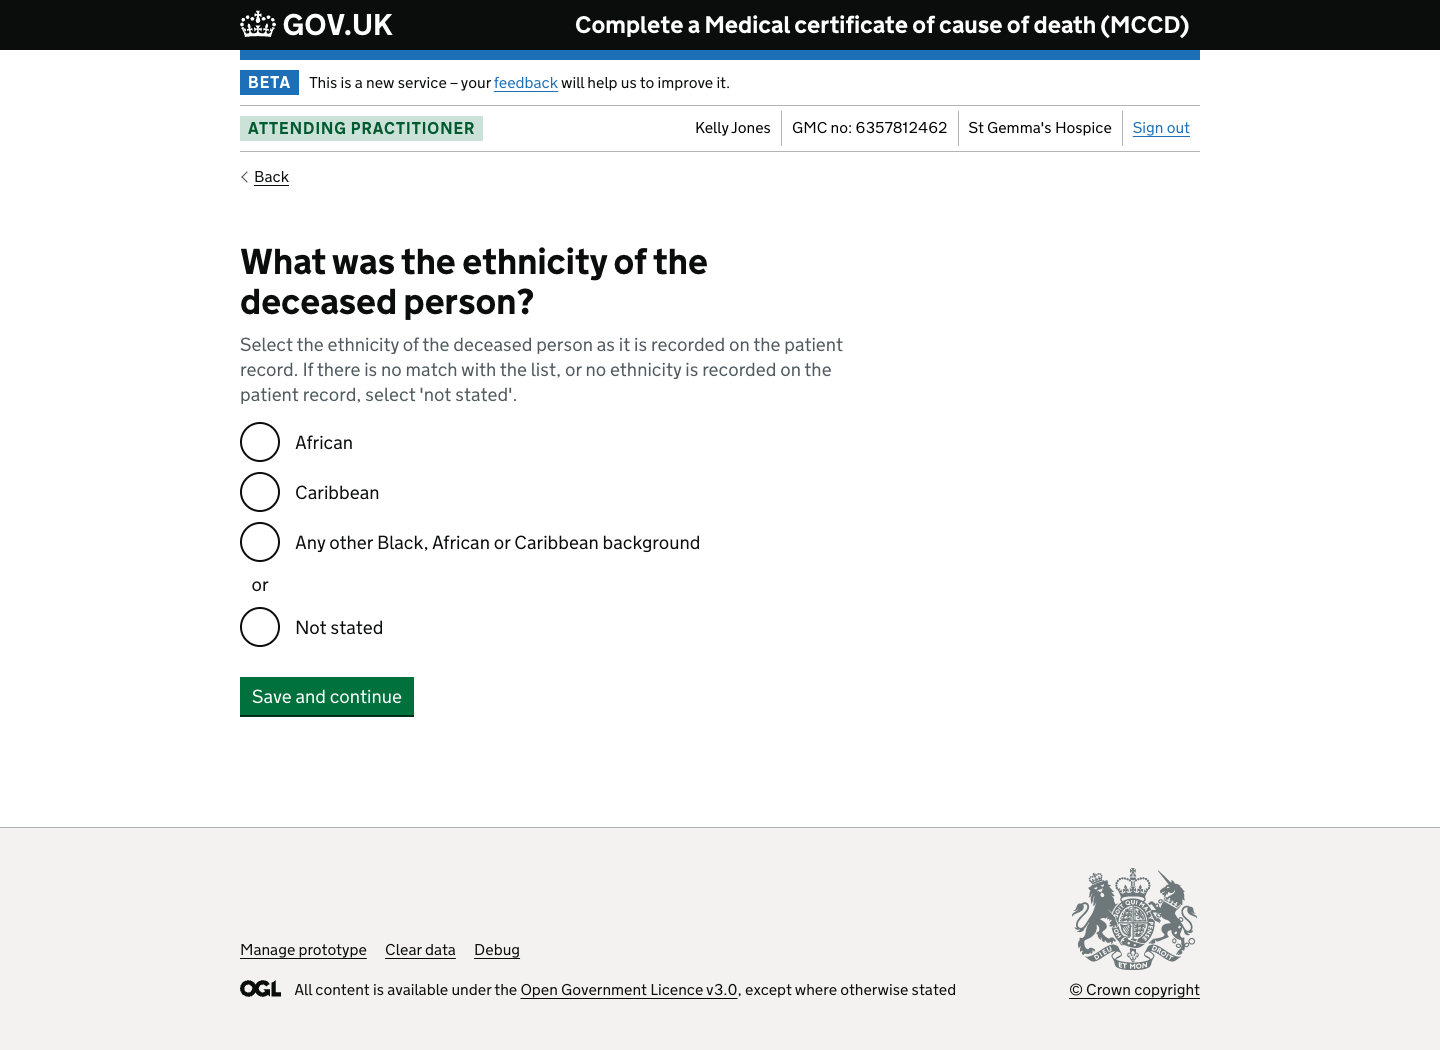 GOV.UK
Complete a Medical certificate of cause of death (MCCD)
BETA This is a new service – your feedback will help us to improve it.
ATTENDING PRACTITIONER
Kelly Jones
GMC no: 6357812462
St Gemma's Hospice
Sign out
Back
What was the ethnicity of the
deceased person?
Select the ethnicity of the deceased person as it is recorded on the patient
record. If there is no match with the list, or no ethnicity is recorded on the
patient record, select 'not stated'.
African
Caribbean
Any other Black, African or Caribbean background
or
Not stated
Save and continue
Manage prototype
Clear data
Debug
DIEU ET MON DROIT
OGL All content is available under the Open Government Licence v3.0, except where otherwise stated
© Crown copyright